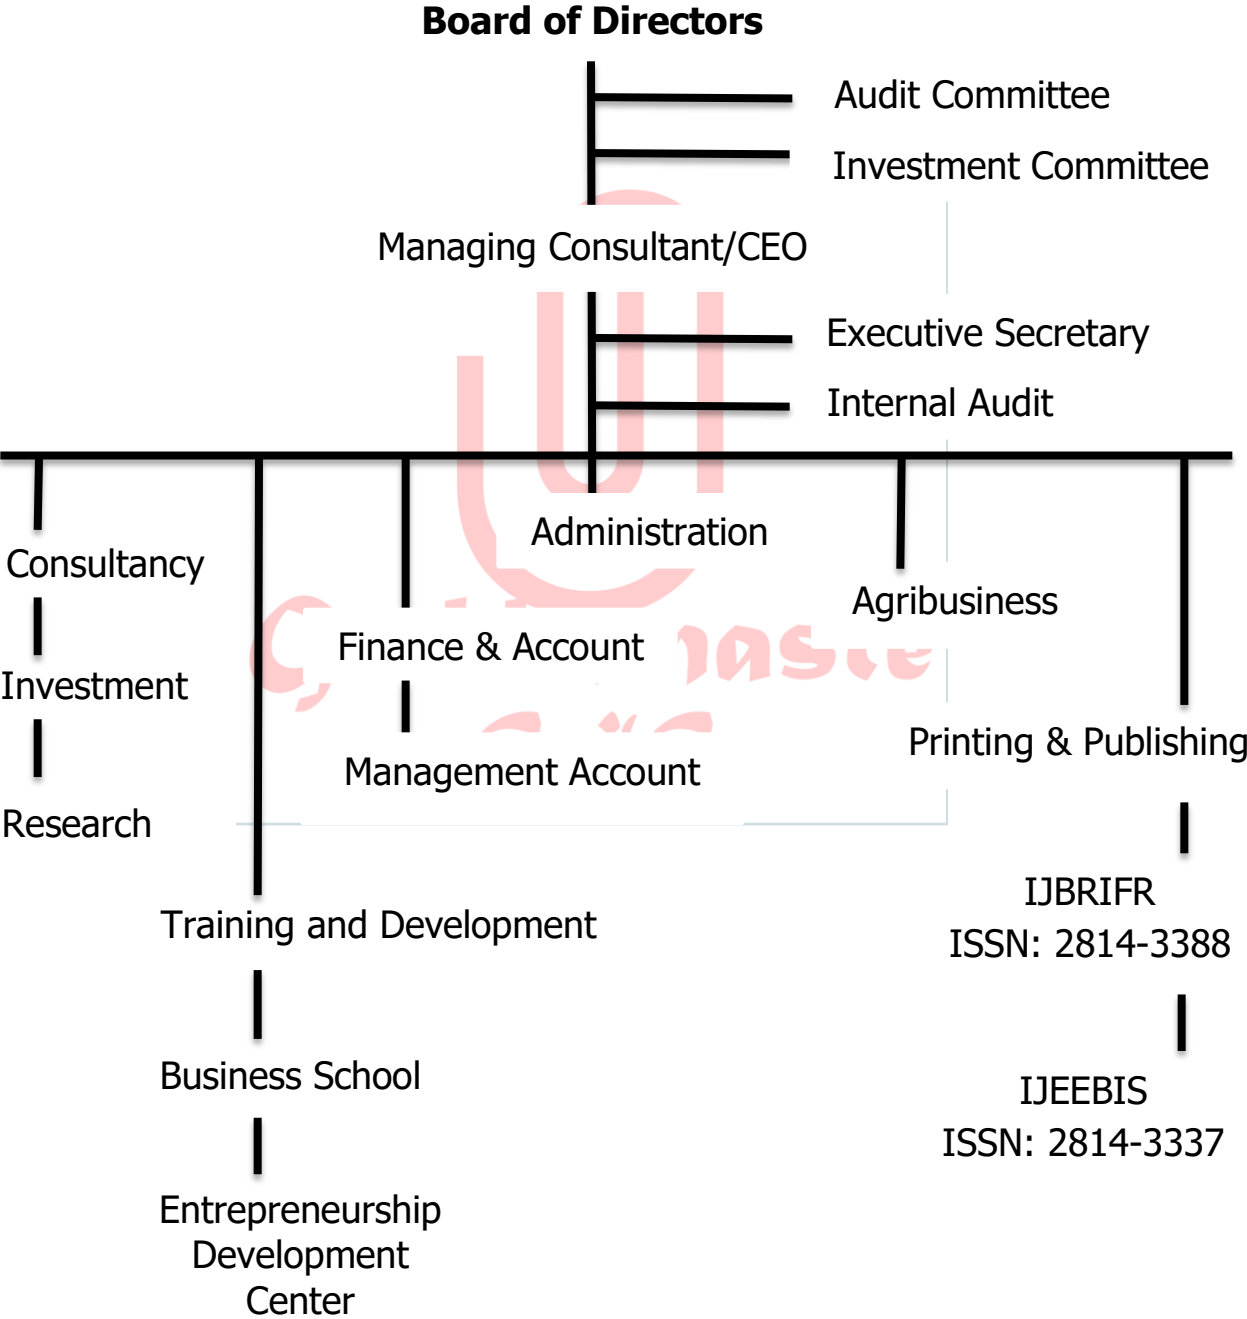 Board of Directors
Audit Committee
Investment Committee
Managing Consultant/CEO
Executive Secretary
Internal Audit
Administration
Consultancy
Agribusiness
Finance & Account
Investment
Printing & Publishing
Management Account
Research
IJBRIFR
ISSN: 2814-3388
Training and Development
Business School
IJEEBIS
ISSN: 2814-3337
Entrepreneurship
Development
Center